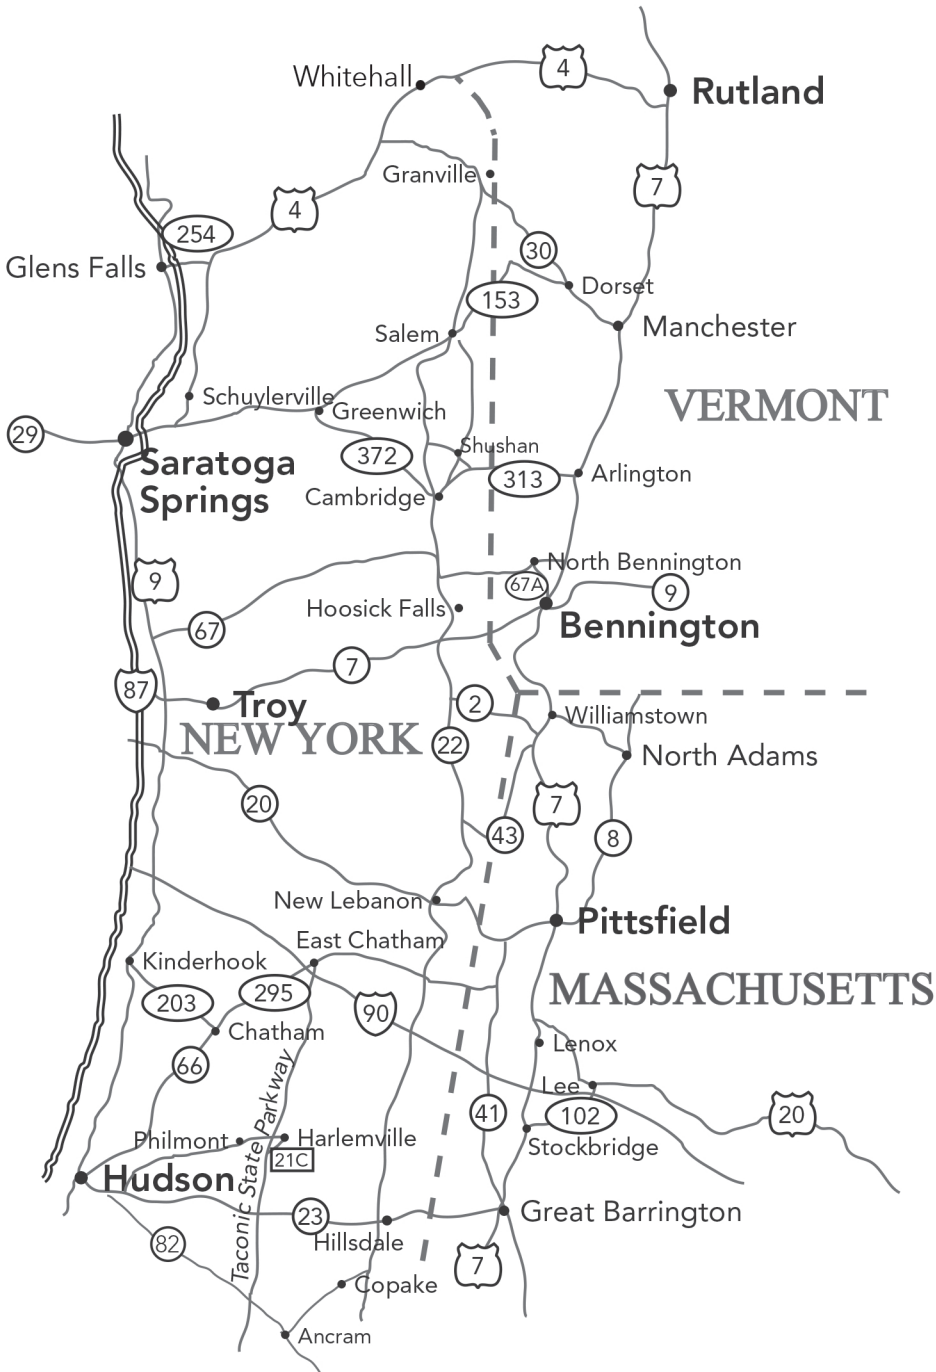 4
Whitehall
Rutland
Granville
7
4
254
30
Glens Falls
Dorset
153
Manchester
Salem
Schuylerville
VERMONT
Greenwich
29
Shushan
372
Saratoga
Springs
313
Arlington
Cambridge
North Bennington
9
67A
9
Hoosick Falls
Bennington
67
7
87
Troy
2
Williamstown
NEW YORK
22
North Adams
20
7
43
8
New Lebanon
Pittsfield
East Chatham
Kinderhook
MASSACHUSETTS
203
295
90
Chatham
Lenox
66
Lee
Taconic State Parkway
41
102
20
Philmont
Harlemville
Stockbridge
21C
Hudson
23
Great Barrington
82
Hillsdale
7
Copake
Ancram